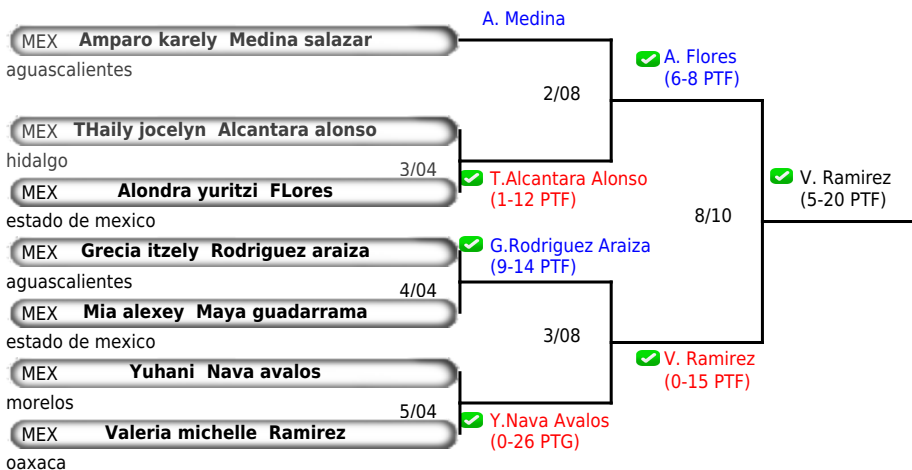 A. Medina
MEX Amparo karely Medina salazar
aguascalientes
A. Flores
(6-8 PTF)
2/08
MEX THaily jocelyn Alcantara alonso
hidalgo
3/04
MEX Alondra yuritzi FLores
estado de mexico
T.Alcantara Alonso
(1-12 PTF)
V. Ramirez
(5-20 PTF)
8/10
MEX Grecia itzely Rodriguez araiza
aguascalientes
G.Rodriguez Araiza
(9-14 PTF)
4/04
MEX Mia alexey Maya guadarrama
estado de mexico
3/08
MEX Yuhani Nava avalos
morelos
V. Ramirez
(0-15 PTF)
5/04
MEX Valeria michelle Ramirez
oaxaca
Y.Nava Avalos
(0-26 PTG)